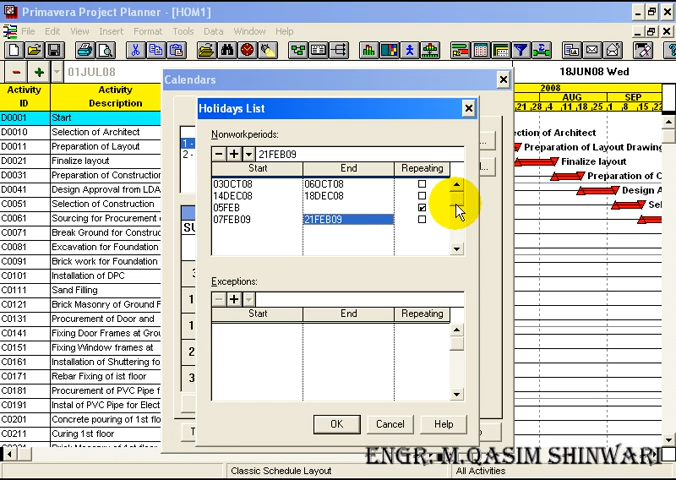 Primavera Project Planner - [HOM1]
File Edit View Insert Format Tools Data Window Help
01JUL08
18JUN08 Wed
Activity ID
Activity Description
2008
AUG SEP
D0001 Start
D0010 Selection of Architect
D0011 Preparation of Layout
D0021 Finalize layout
D0031 Preparation of Construction
D0041 Design Approval from LDA
C0051 Selection of Construction
C0061 Sourcing for Procurement
C0071 Break Ground for Construc
C0081 Excavation for Foundation
C0091 Brick work for Foundation
C0101 Installation of DPC
C0111 Sand Filling
C0121 Brick Masonry of Ground F
C0131 Procurement of Door and
C0141 Fixing Door Frames at Grou
C0151 Fixing Window frames at
C0161 Installation of Shuttering fo
C0171 Rebar Fixing of ist floor
C0181 Procurement of PVC Pipe f
C0191 Instal of PVC Pipe for Elect
C0201 Concrete pouring of 1st floor
C0211 Curing 1st floor
Calendars
Holidays List
Nonworkperiods:
21FEB09
Start End Repeating
03OCT08 06OCT08
14DEC08 18DEC08
05FEB
07FEB09 21FEB09
Exceptions:
Start End Repeating
OK Cancel Help
ection of Architect
Preparation of Layout Drawing
Finalize layout
Preparation of Co
Design A
Sel
ENGR: M.QASIM SHINWARI
Classic Schedule Layout
All Activities